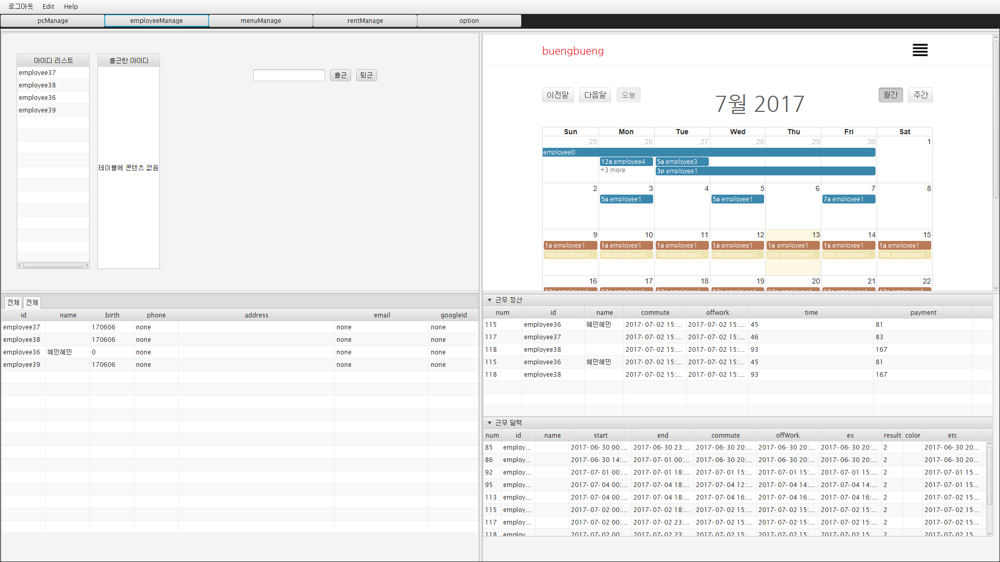 로그아웃 Edit Help
pcManage employeeManage menuManage rentManage option
아이디 리스트
employee37
employee38
employee36
employee39
출근한 아이디
테이블에 콘텐츠 없음
출근 퇴근
buengbueng
이전달 다음달 오늘 7월 2017 월간 주간
Sun Mon Tue Wed Thu Fri Sat
25 26 27 28 29 30 1
employee0
12a employee4 5a employee3
+3 more 3p employee1
2 3 4 5 6 7 8
5a employee1 5a employee1 7a employee1
9 10 11 12 13 14 15
1a employee1 1a employee1 1a employee1 1a employee1 1a employee1 1a employee1 1a employee1
10a employee3 10a employee3 10a employee3 10a employee3 10a employee3 10a employee3 10a employee3
16 17 18 19 20 21 22
전체 전체
id name birth phone address email googleId
employee37 170606 none none none
employee38 170606 none none none
employee36 혜민혜민 0 none none none
employee39 170606 none none none
근무 정산
num id name commute offwork time payment
115 employee36 혜민혜민 2017-07-02 15:... 2017-07-02 15:... 45 81
117 employee37 2017-07-02 15:... 2017-07-02 15:... 46 83
118 employee38 2017-07-02 15:... 2017-07-02 15:... 93 167
115 employee36 혜민혜민 2017-07-02 15:... 2017-07-02 15:... 45 81
118 employee38 2017-07-02 15:... 2017-07-02 15:... 93 167
근무 달력
num id name start end commute offWork ex result color etc
85 employ... 2017-06-30 00:... 2017-06-30 23:... 2017-06-30 20:... 2017-06-30 20:... 2017-06-30 20:... 2 2017-06-30 20...
86 employ... 2017-06-30 14:... 2017-07-01 00:... 2017-06-30 20:... 2017-06-30 20:... 2017-06-30 20:... 2 2017-06-30 20...
92 employ... 2017-07-01 00:... 2017-07-01 18:... 2017-07-01 15:... 2017-07-01 15:... 2017-07-01 15:... 2 2017-07-01 15...
95 employ... 2017-07-04 00:... 2017-07-04 18:... 2017-07-04 12:... 2017-07-04 14:... 2017-07-04 14:... 2 2017-07-01 15...
113 employ... 2017-07-04 00:... 2017-07-04 18:... 2017-07-04 16:... 2017-07-04 16:... 2017-07-04 16:... 2 2017-07-02 15...
115 employ... 2017-07-02 00:... 2017-07-02 18:... 2017-07-02 15:... 2017-07-02 15:... 2017-07-02 15:... 2 2017-07-02 15...
117 employ... 2017-07-02 00:... 2017-07-02 23:... 2017-07-02 15:... 2017-07-02 15:... 2017-07-02 15:... 2 2017-07-02 15...
118 employ... 2017-07-02 00:... 2017-07-02 23:... 2017-07-02 15:... 2017-07-02 15:... 2017-07-02 15:... 2 2017-07-02 15...